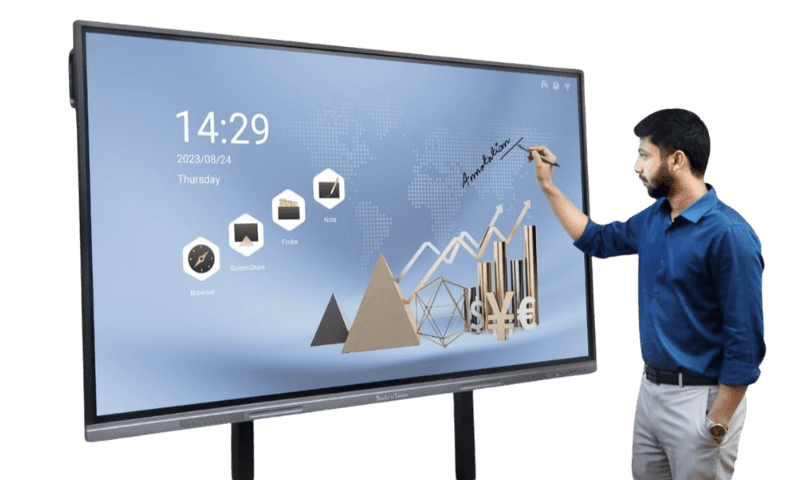 14:29
2023/08/24
Thursday
Annotation
Note
Finder
ScreenShare
Browser
$ ¥ €